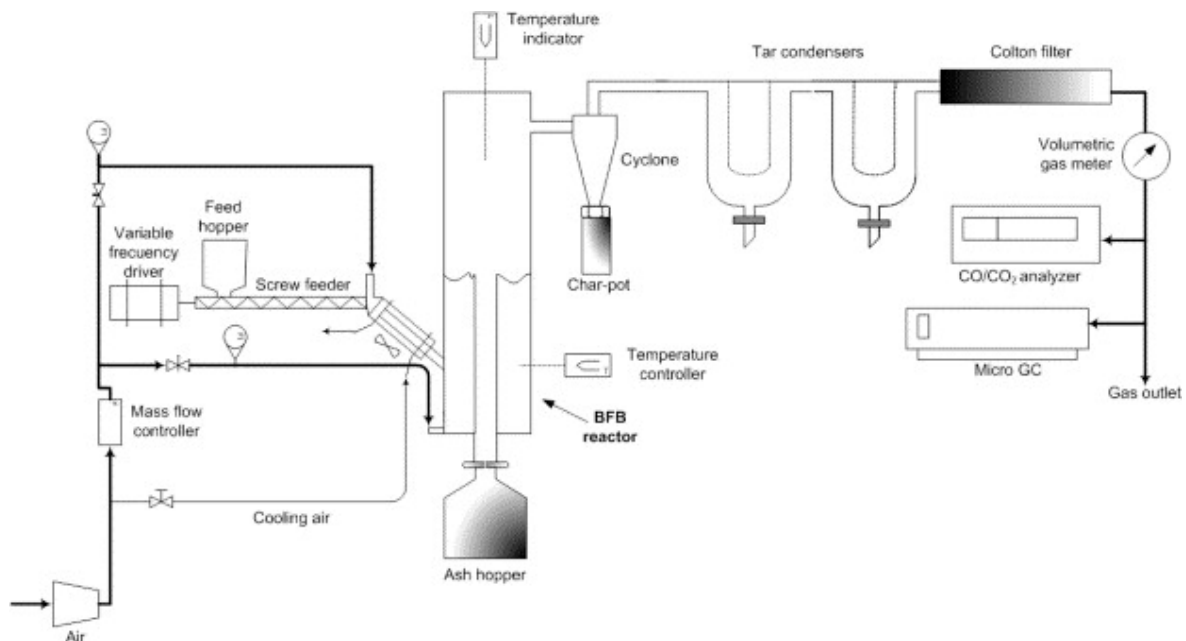 Temperature
indicator
Tar condensers
Colton filter
Volumetric
gas meter
Cyclone
Feed
hopper
Variable
frecuency
driver
Screw feeder
Char-pot
CO/CO₂ analyzer
Temperature
controller
Micro GC
Gas outlet
Mass flow
controller
BFB
reactor
Cooling air
Ash hopper
Air